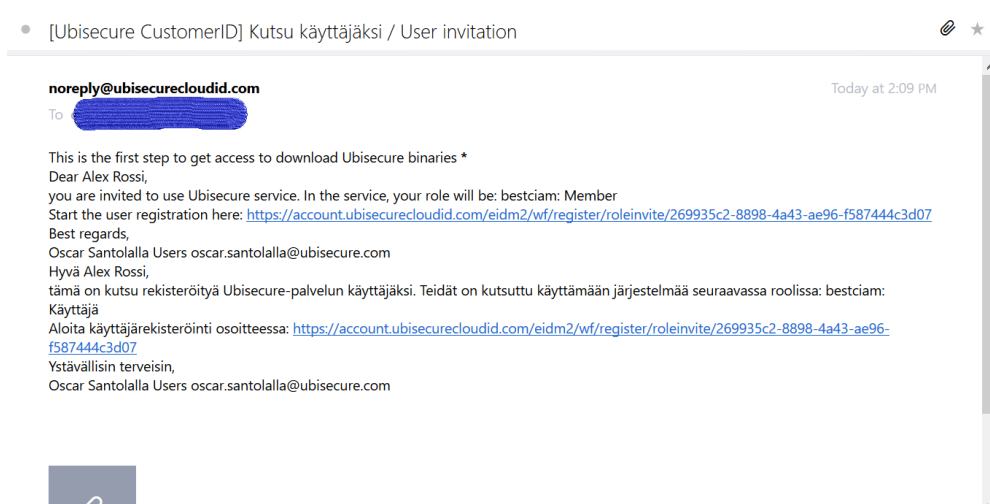 [Ubisecure CustomerID] Kutsu käyttäjäksi / User invitation
noreply@ubisecurecloudid.com
Today at 2:09 PM
To
This is the first step to get access to download Ubisecure binaries *
Dear Alex Rossi,
you are invited to use Ubisecure service. In the service, your role will be: bestciam: Member
Start the user registration here: https://account.ubisecurecloudid.com/eidm2/wf/register/roleinvite/269935c2-8898-4a43-ae96-f587444c3d07
Best regards,
Oscar Santolalla Users oscar.santolalla@ubisecure.com
Hyvä Alex Rossi,
tämä on kutsu rekisteröityä Ubisecure-palvelun käyttäjäksi. Teidät on kutsuttu käyttämään järjestelmää seuraavassa roolissa: bestciam:
Käyttäjä
Aloita käyttäjärekisteröinti osoitteessa: https://account.ubisecurecloudid.com/eidm2/wf/register/roleinvite/269935c2-8898-4a43-ae96-
f587444c3d07
Ystävällisin terveisin,
Oscar Santolalla Users oscar.santolalla@ubisecure.com